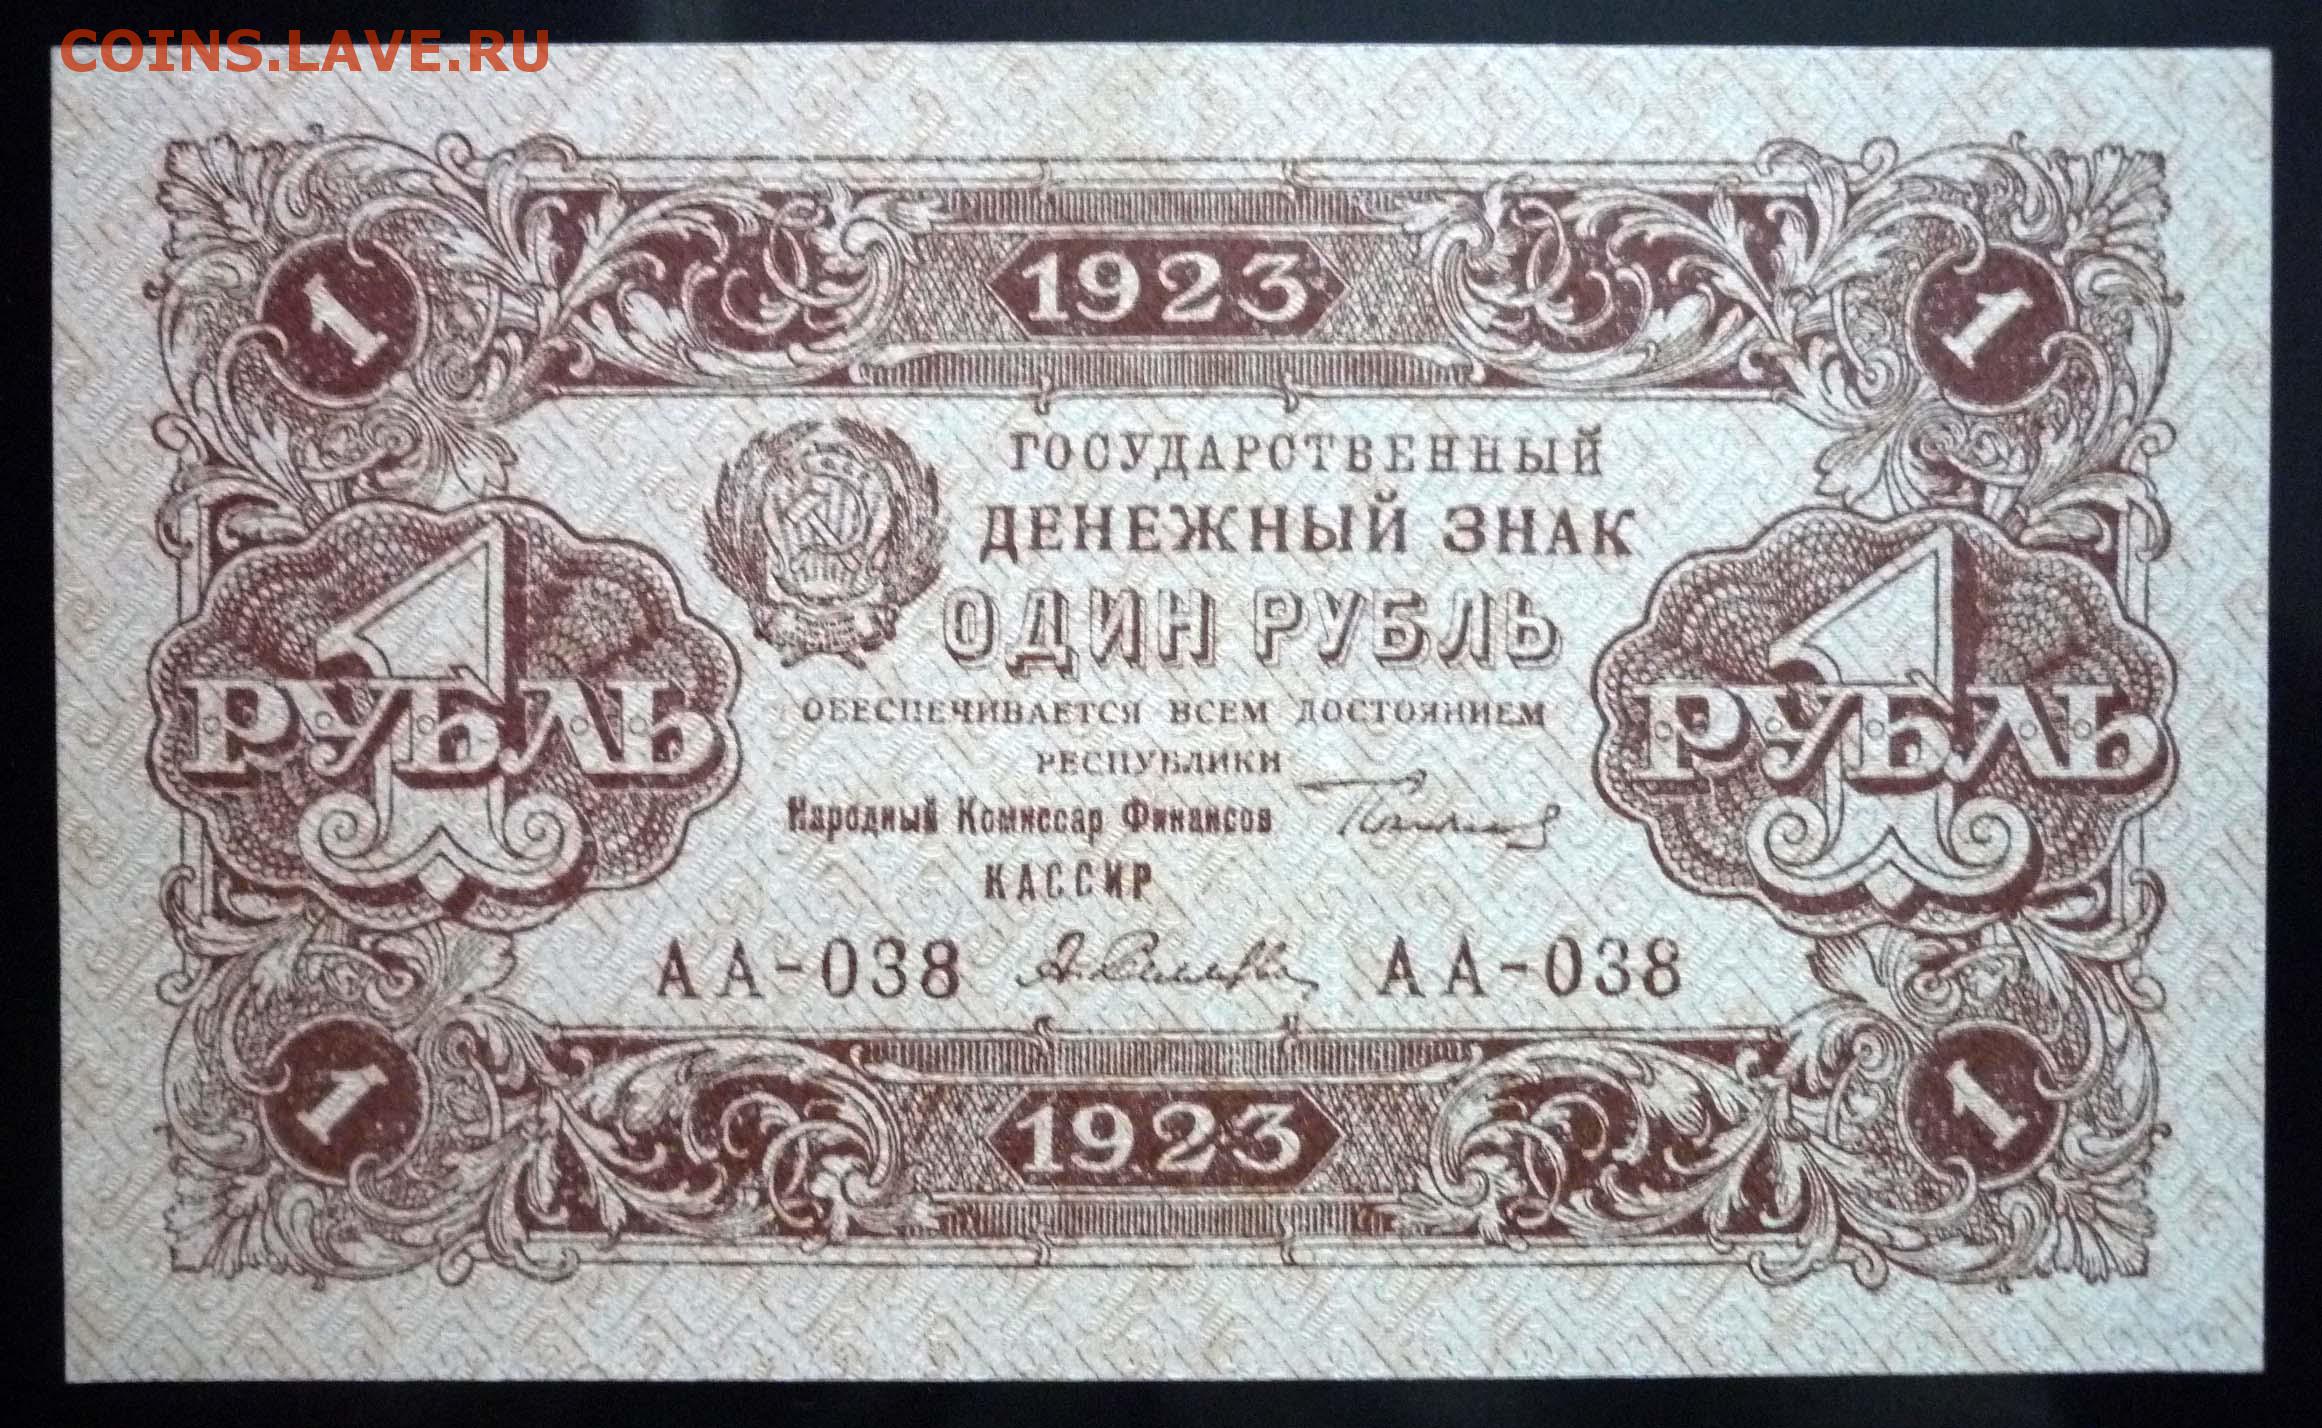 COINS.LAVE.RU
1923
1 1
ГОСУДАРСТВЕННЫЙ
ДЕНЕЖНЫЙ ЗНАК
ОДИН РУБЛЬ
1 РУБЛЬ 1 РУБЛЬ
ОБЕСПЕЧИВАЕТСЯ ВСЕМ ДОСТОЯНИЕМ
РЕСПУБЛИКИ
Народный Комиссар Финансов
КАССИР
АА-038 АА-038
1 1
1923